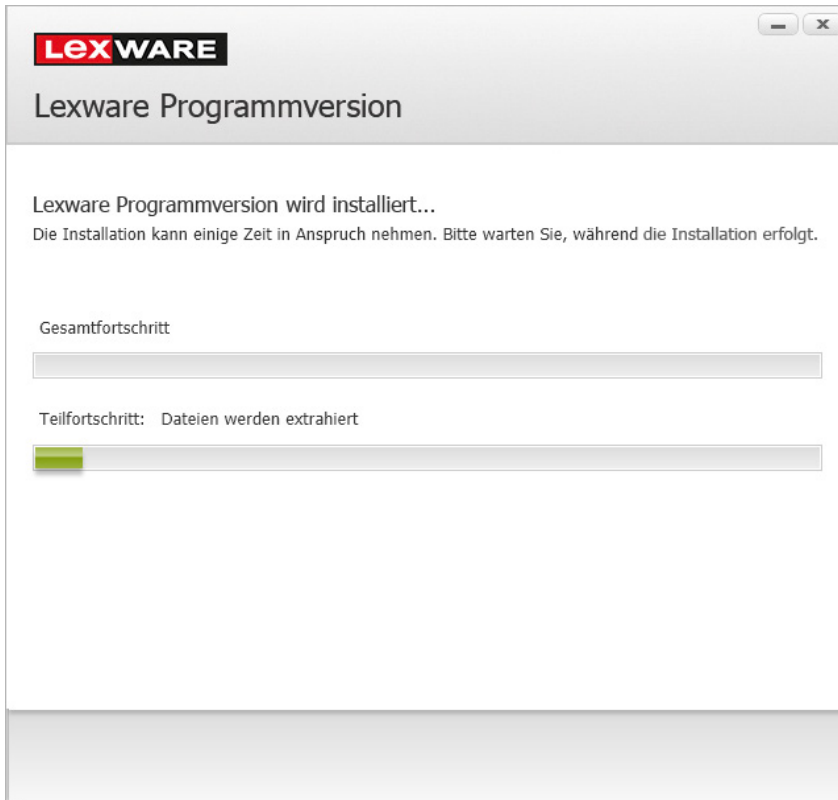 LEXWARE
Lexware Programmversion
Lexware Programmversion wird installiert...
Die Installation kann einige Zeit in Anspruch nehmen. Bitte warten Sie, während die Installation erfolgt.
Gesamtfortschritt
Teilfortschritt: Dateien werden extrahiert